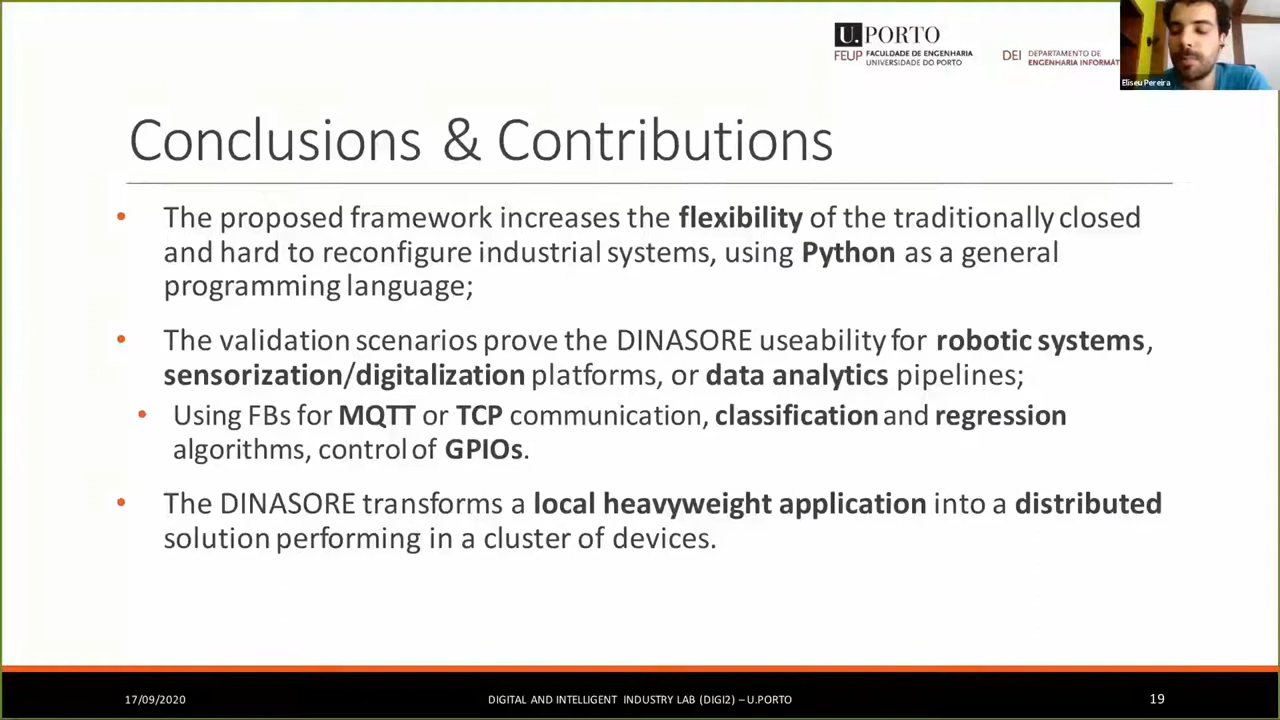 U.PORTO
FEUP FACULDADE DE ENGENHARIA
UNIVERSIDADE DO PORTO
DEI DEPARTAMENTO DE
ENGENHARIA INFORMÁT
Eliseu Pereira
Conclusions & Contributions
• The proposed framework increases the flexibility of the traditionally closed
and hard to reconfigure industrial systems, using Python as a general
programming language;
• The validation scenarios prove the DINASORE useability for robotic systems,
sensorization/digitalization platforms, or data analytics pipelines;
• Using FBs for MQTT or TCP communication, classification and regression
algorithms, control of GPIOs.
• The DINASORE transforms a local heavyweight application into a distributed
solution performing in a cluster of devices.
17/09/2020
DIGITAL AND INTELLIGENT INDUSTRY LAB (DIGI2) – U.PORTO
19